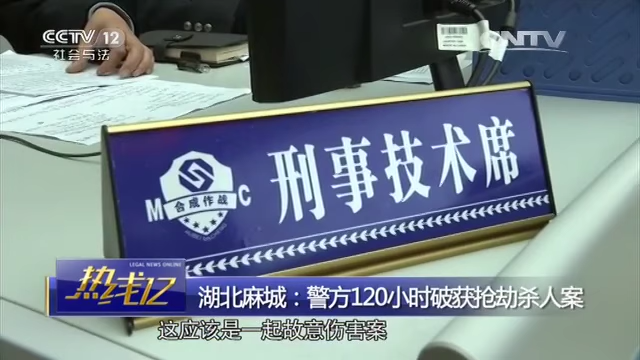 CCTV 12
社会与法
CNTV
刑事技术席
M C
合成作战
LEGAL NEWS ONLINE
热线12
湖北麻城：警方120小时破获抢劫杀人案
这应该是一起故意伤害案